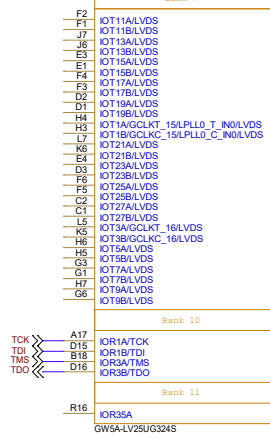 F2 IOT11A/LVDS
F1 IOT11B/LVDS
J7 IOT13A/LVDS
J6 IOT13B/LVDS
E3 IOT15A/LVDS
E1 IOT15B/LVDS
F4 IOT17A/LVDS
F3 IOT17B/LVDS
D2 IOT19A/LVDS
D1 IOT19B/LVDS
H4 IOT1A/GCLKT_15/LPLL0_T_IN0/LVDS
H3 IOT1B/GCLKC_15/LPLL0_C_IN0/LVDS
L7 IOT21A/LVDS
K6 IOT21B/LVDS
E4 IOT23A/LVDS
D3 IOT23B/LVDS
F6 IOT25A/LVDS
F5 IOT25B/LVDS
C2 IOT27A/LVDS
C1 IOT27B/LVDS
L5 IOT3A/GCLKT_16/LVDS
K5 IOT3B/GCLKC_16/LVDS
H6 IOT5A/LVDS
H5 IOT5B/LVDS
G3 IOT7A/LVDS
G1 IOT7B/LVDS
H7 IOT9A/LVDS
G6 IOT9B/LVDS
Bank 10
TCK A17 IOR1A/TCK
TDI D15 IOR1B/TDI
TMS B18 IOR3A/TMS
TDO D16 IOR3B/TDO
Bank 11
R16 IOR35A
GW5A-LV25UG324S